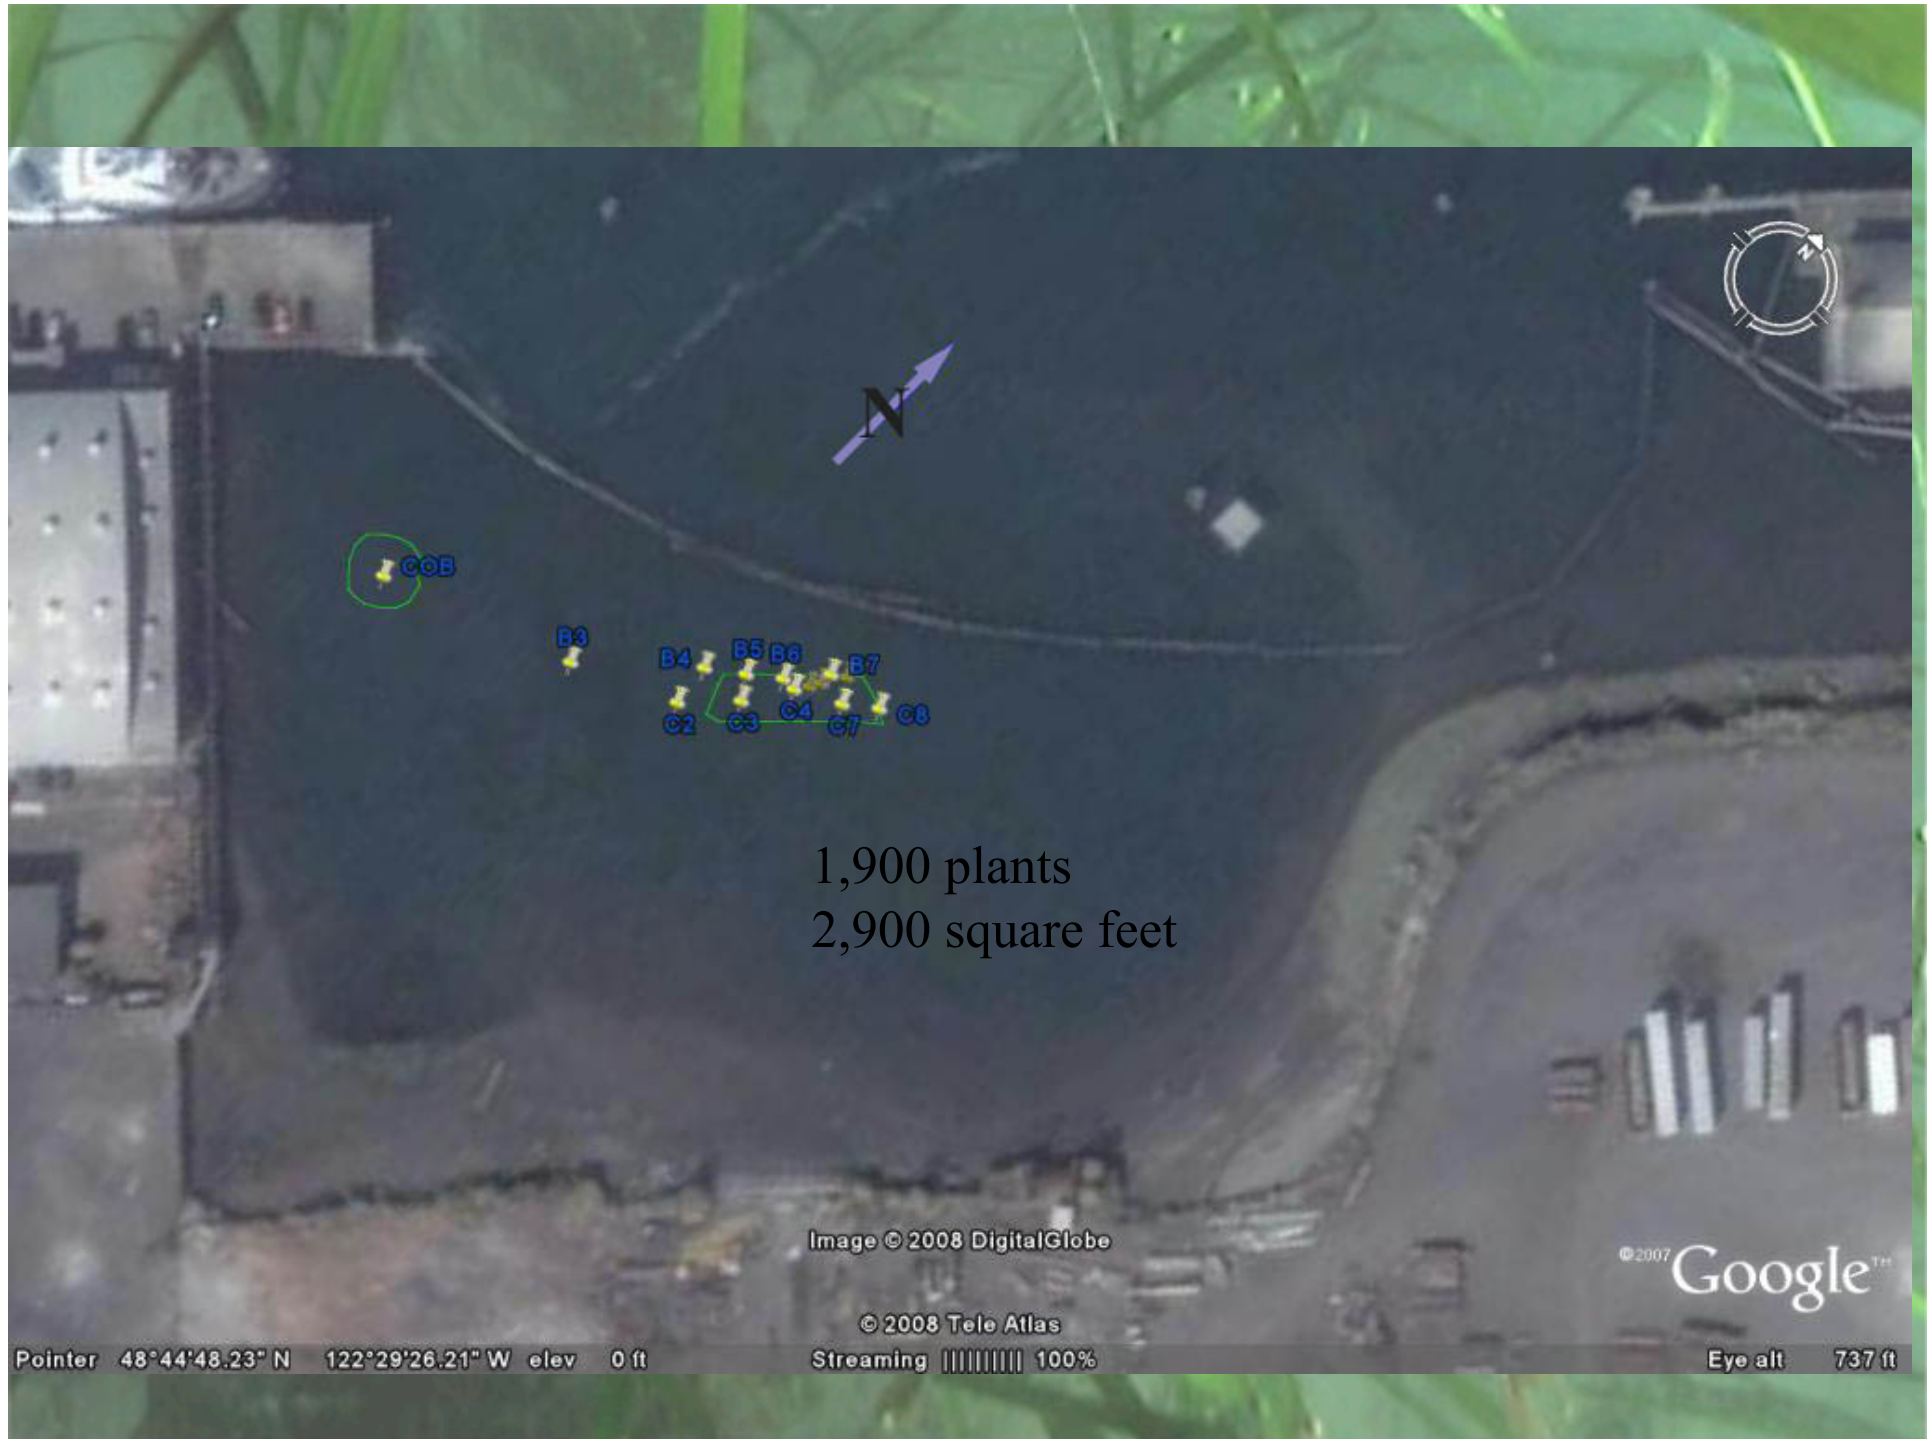 N
N
COB
B3
B4
B5
B6
B7
C2
C3
C4
C7
C8
1,900 plants
2,900 square feet
Image © 2008 DigitalGlobe
©2007 Google™
© 2008 Tele Atlas
Pointer 48°44'48.23" N 122°29'26.21" W elev 0 ft Streaming |||||||||| 100% Eye alt 737 ft